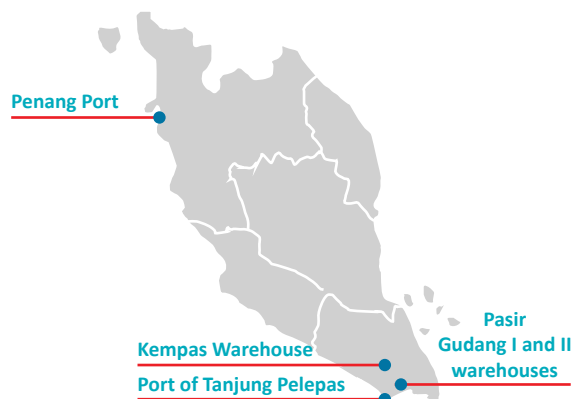 Penang Port
Kempas Warehouse
Port of Tanjung Pelepas
Pasir
Gudang I and II
warehouses